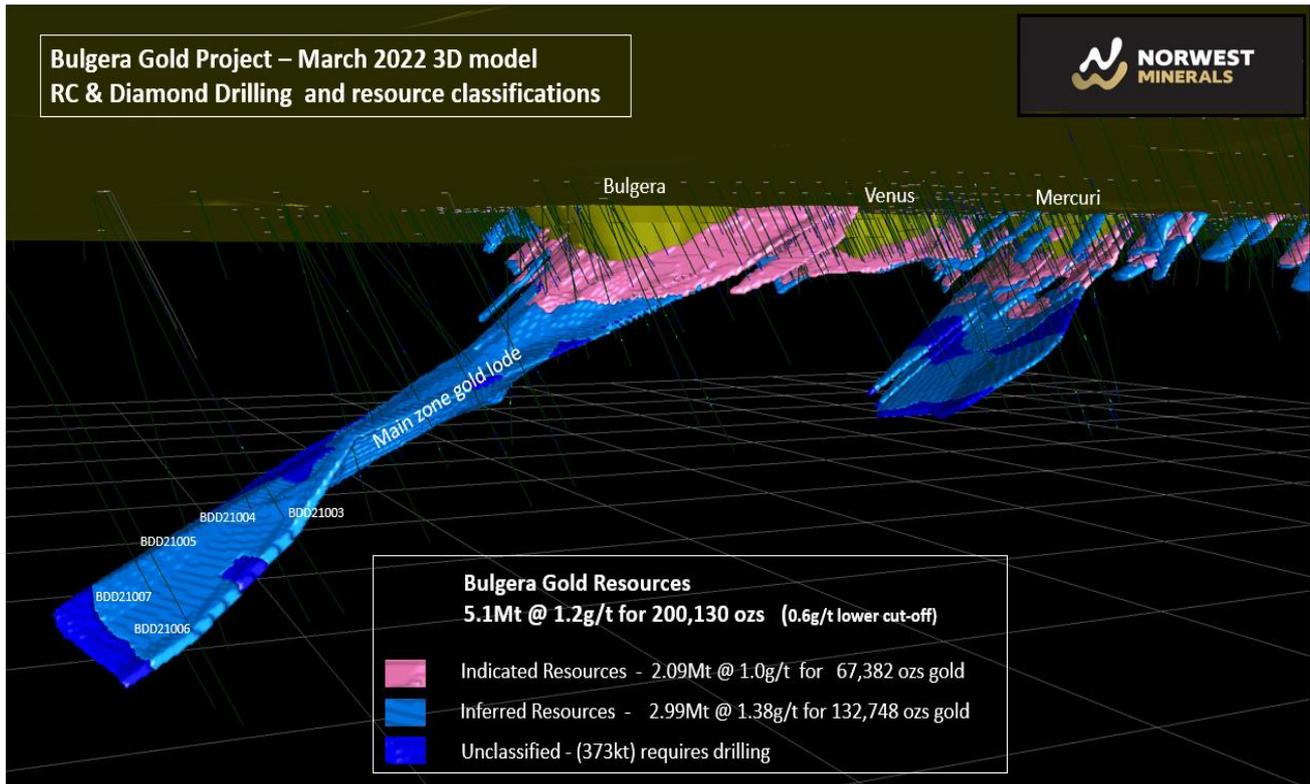 Bulgera Gold Project – March 2022 3D model
RC & Diamond Drilling and resource classifications
NORWEST
MINERALS
Bulgera
Venus
Mercuri
Main zone gold lode
BDD21003
BDD21004
BDD21005
BDD21007
BDD21006
Bulgera Gold Resources
5.1Mt @ 1.2g/t for 200,130 ozs (0.6g/t lower cut-off)
Indicated Resources - 2.09Mt @ 1.0g/t for 67,382 ozs gold
Inferred Resources - 2.99Mt @ 1.38g/t for 132,748 ozs gold
Unclassified - (373kt) requires drilling